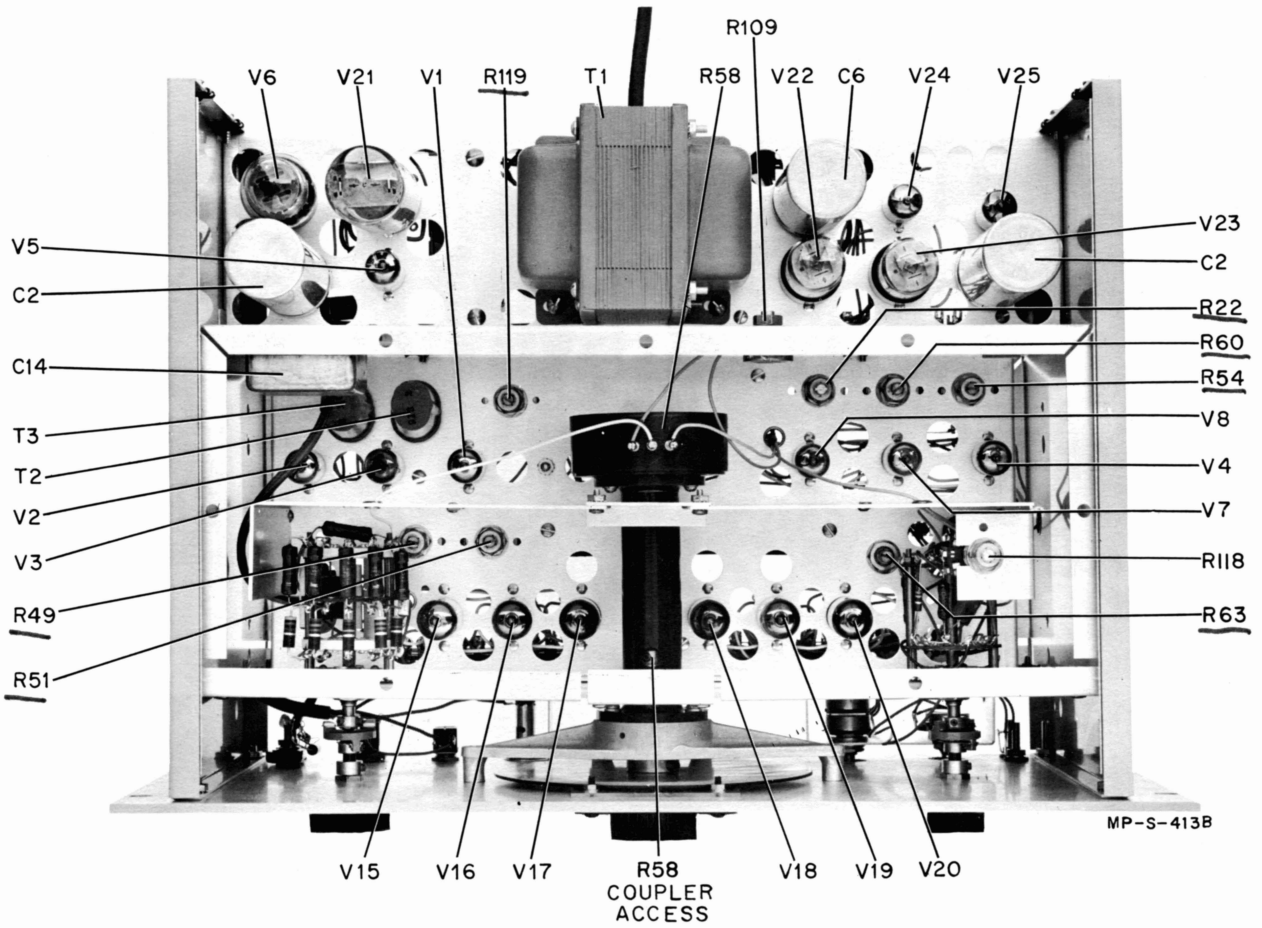 R109
V6 V21 V1 R119 T1 R58 V22 C6 V24 V25
V5
V23
C2
C2
R22
C14
R60
R54
T3
V8
T2
V4
V2
V7
V3
R118
R49
R63
R51
MP-S-413B
V15 V16 V17 R58 V18 V19 V20
COUPLER
ACCESS